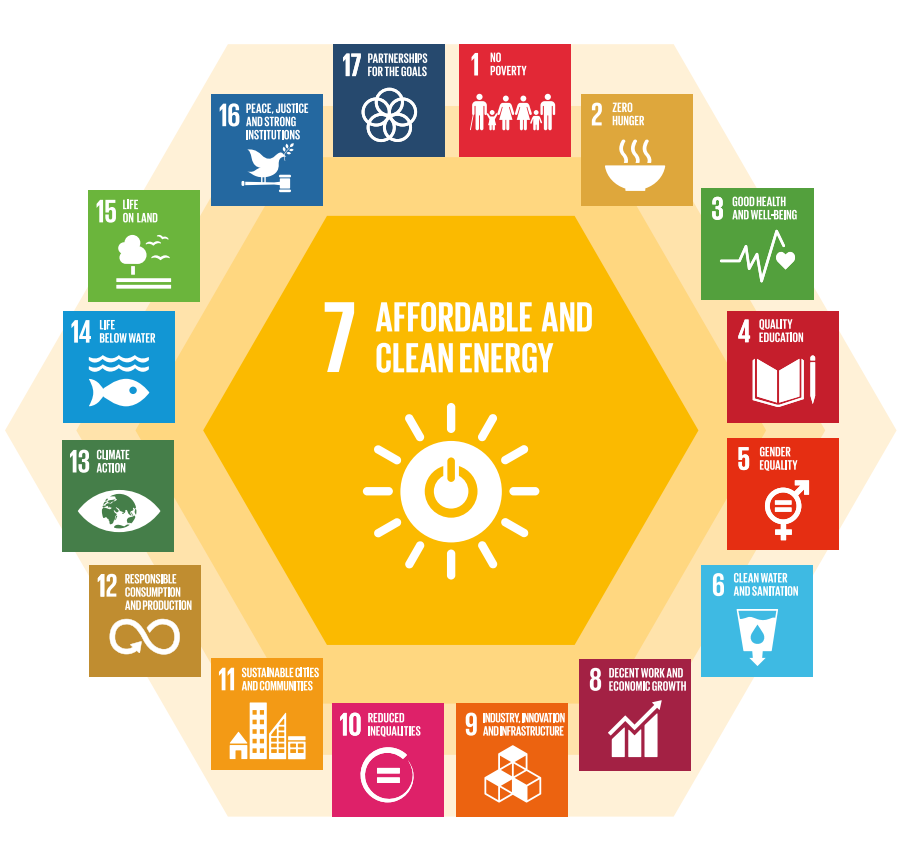 7 AFFORDABLE AND
CLEAN ENERGY
1 NO
POVERTY
2 ZERO
HUNGER
3 GOOD HEALTH
AND WELL-BEING
4 QUALITY
EDUCATION
5 GENDER
EQUALITY
6 CLEAN WATER
AND SANITATION
8 DECENT WORK AND
ECONOMIC GROWTH
9 INDUSTRY, INNOVATION
AND INFRASTRUCTURE
10 REDUCED
INEQUALITIES
11 SUSTAINABLE CITIES
AND COMMUNITIES
12 RESPONSIBLE
CONSUMPTION
AND PRODUCTION
13 CLIMATE
ACTION
14 LIFE
BELOW WATER
15 LIFE
ON LAND
16 PEACE, JUSTICE
AND STRONG
INSTITUTIONS
17 PARTNERSHIPS
FOR THE GOALS